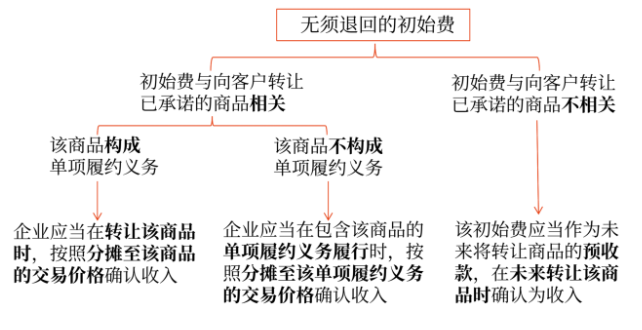 无须退回的初始费
初始费与向客户转让
已承诺的商品相关
初始费与向客户转让
已承诺的商品不相关
该商品构成
单项履约义务
该商品不构成
单项履约义务
企业应当在转让该商品
时，按照分摊至该商品
的交易价格确认收入
企业应当在包含该商品的
单项履约义务履行时，按
照分摊至该单项履约义务
的交易价格确认收入
该初始费应当作为未
来将转让商品的预收
款，在未来转让该商
品时确认为收入